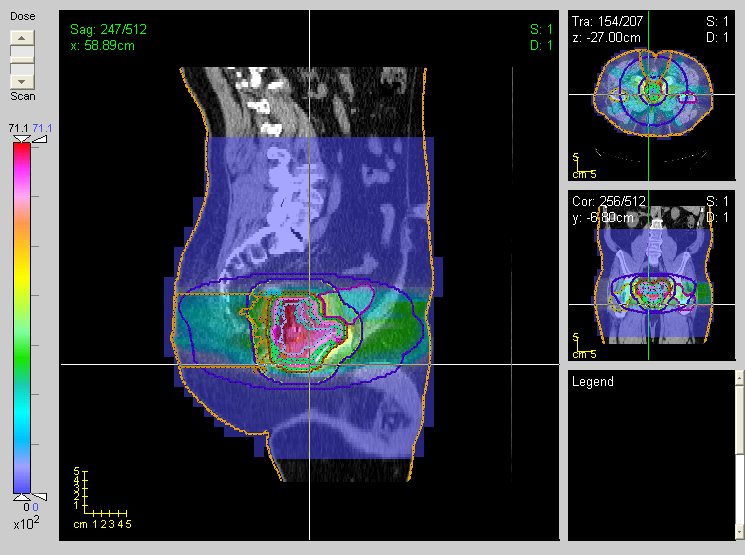 Dose
Scan
71.1 71.1
0 0
x10²
Sag: 247/512
x: 58.89cm
S: 1
D: 1
5
4
3
2
1
cm 1 2 3 4 5
Tra: 154/207
z: -27.00cm
S: 1
D: 1
5
cm 5
Cor: 256/512
y: -6.80cm
S: 1
D: 1
5
cm 5
Legend